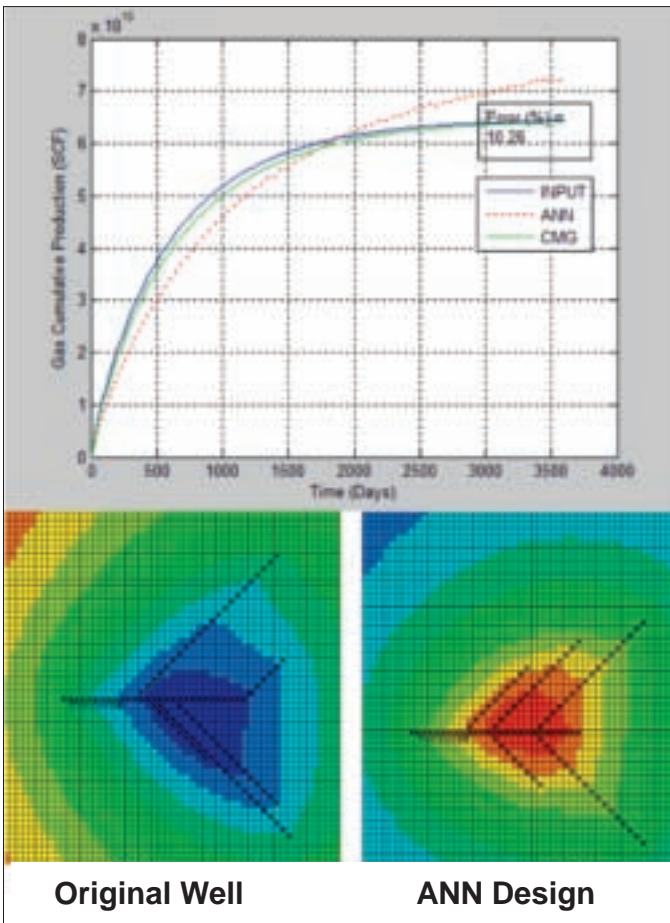 x 10
8
7
6
5
4
3
2
1
0
Gas Cumulative Production (SCF)
Error (%) =
10.26
INPUT
ANN
CMG
0 500 1000 1500 2000 2500 3000 3500 4000
Time (Days)
Original Well ANN Design